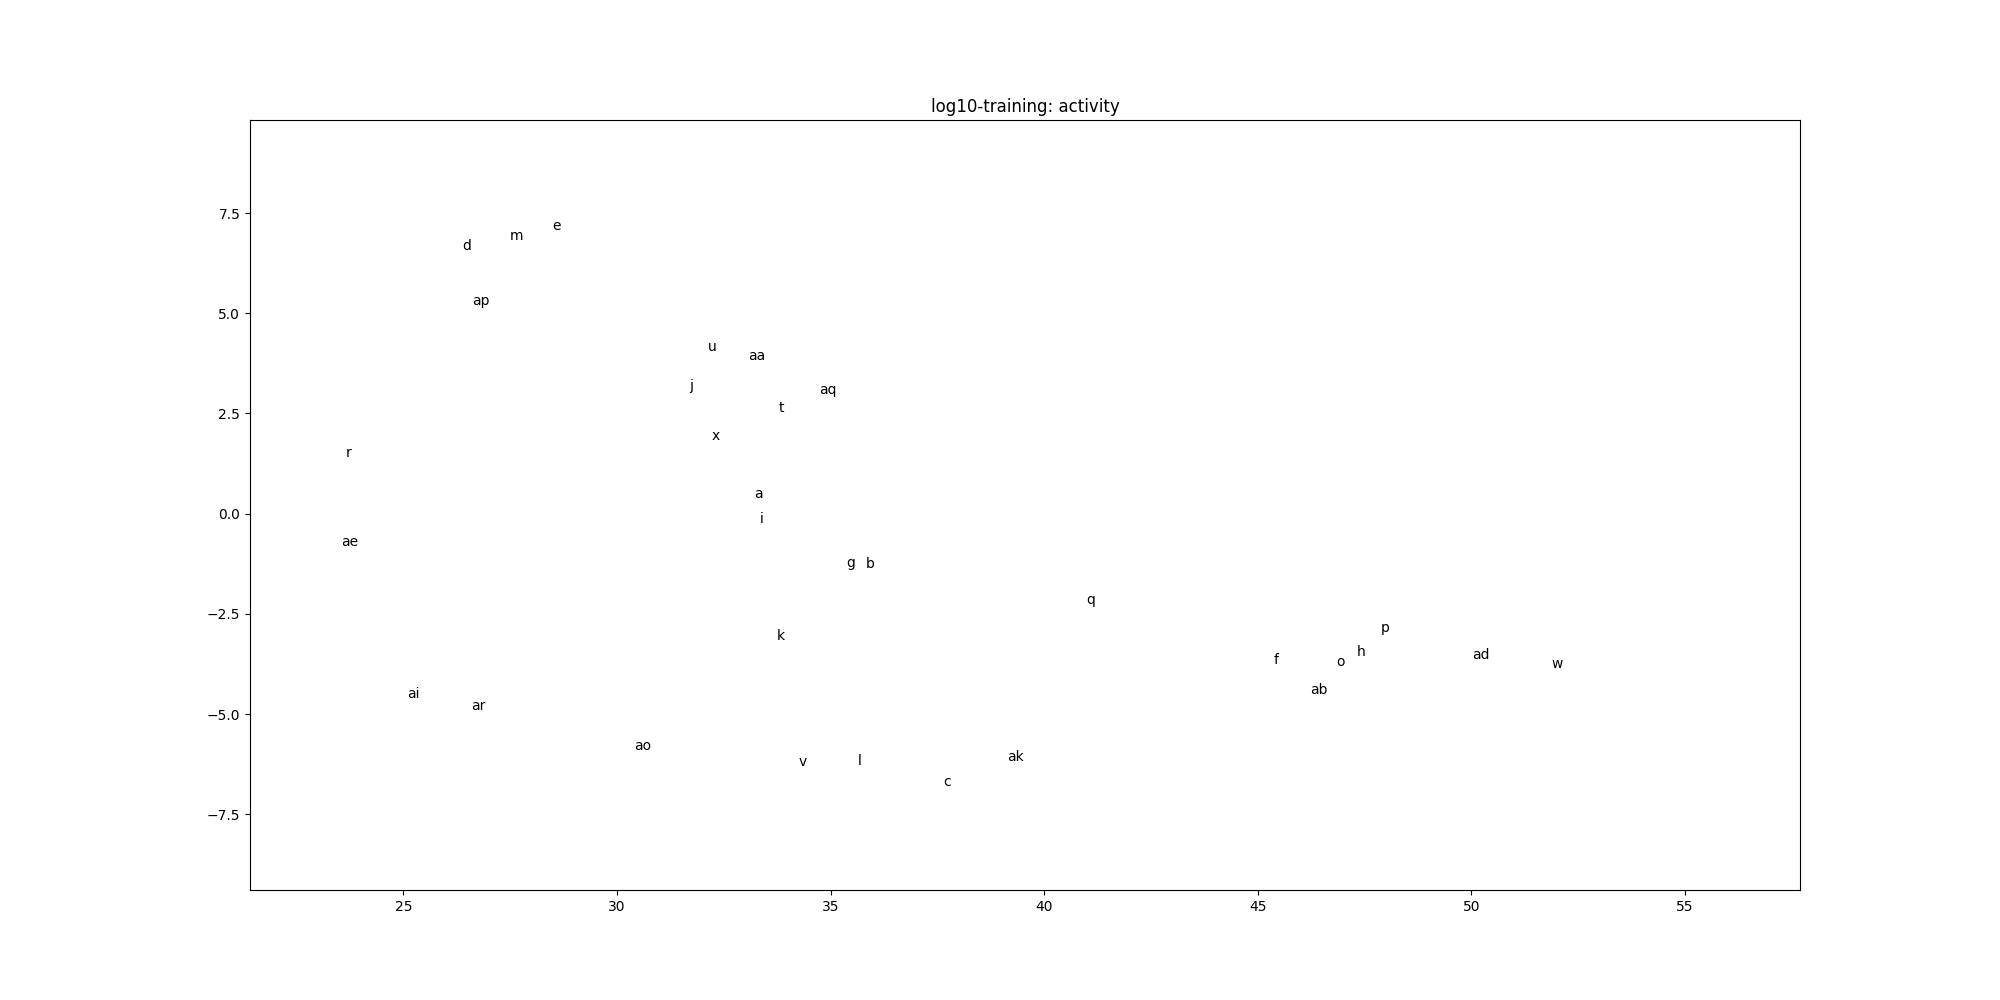 log10-training: activity
7.5
e
m
d
ap
5.0
u
aa
j
aq
t
2.5
x
r
a
0.0
i
ae
g b
q
−2.5
p
k
h
ad
f
o
w
ab
ai
ar
−5.0
ao
ak
v
l
c
−7.5
25 30 35 40 45 50 55